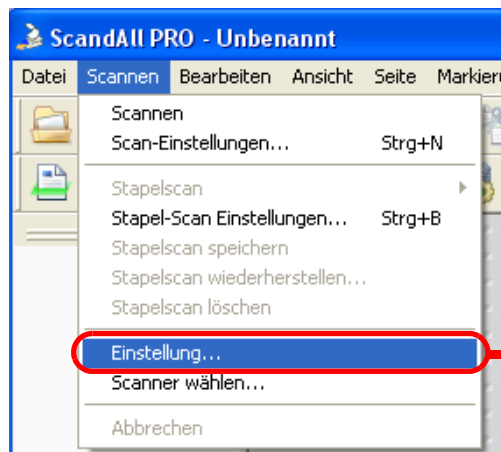 ScandAll PRO - Unbenannt
Datei Scannen Bearbeiten Ansicht Seite
Scannen
Scan-Einstellungen... Strg+N
Stapelscan
Stapel-Scan Einstellungen... Strg+B
Stapelscan speichern
Stapelscan wiederherstellen...
Stapelscan löschen
Einstellung...
Scanner wählen...
Abbrechen